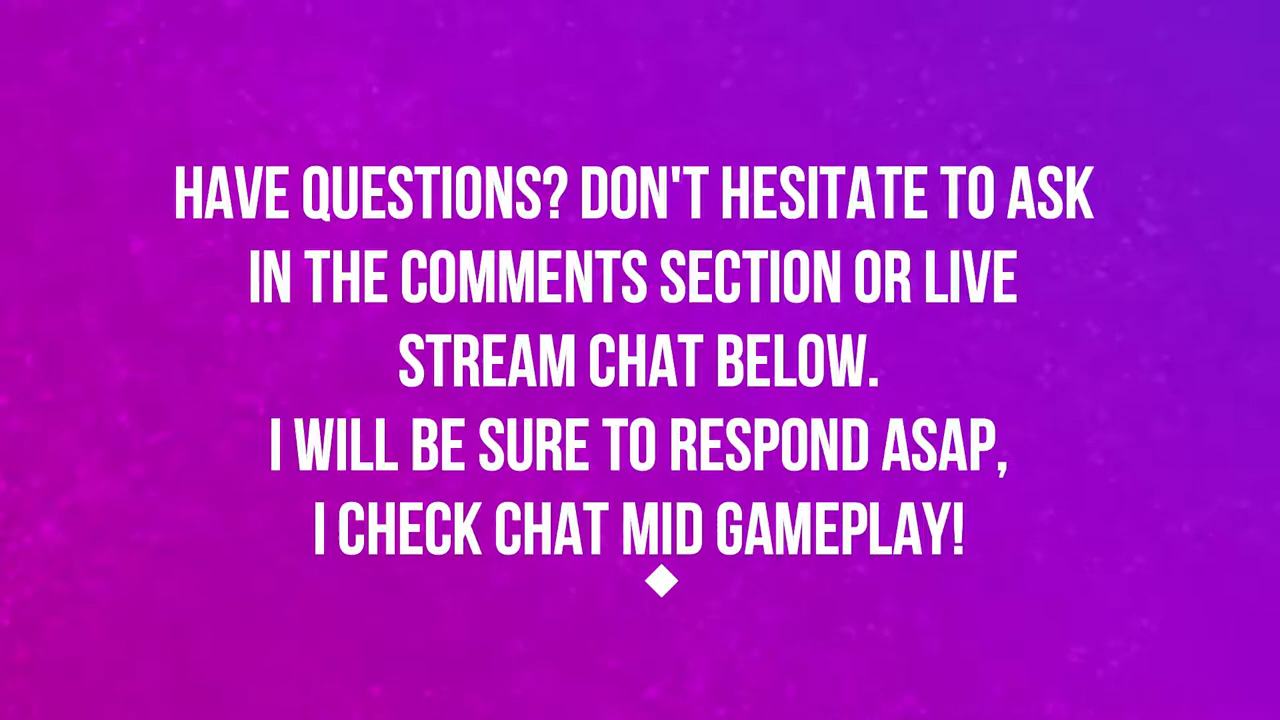 HAVE QUESTIONS? DON'T HESITATE TO ASK
IN THE COMMENTS SECTION OR LIVE
STREAM CHAT BELOW.
I WILL BE SURE TO RESPOND ASAP,
I CHECK CHAT MID GAMEPLAY!